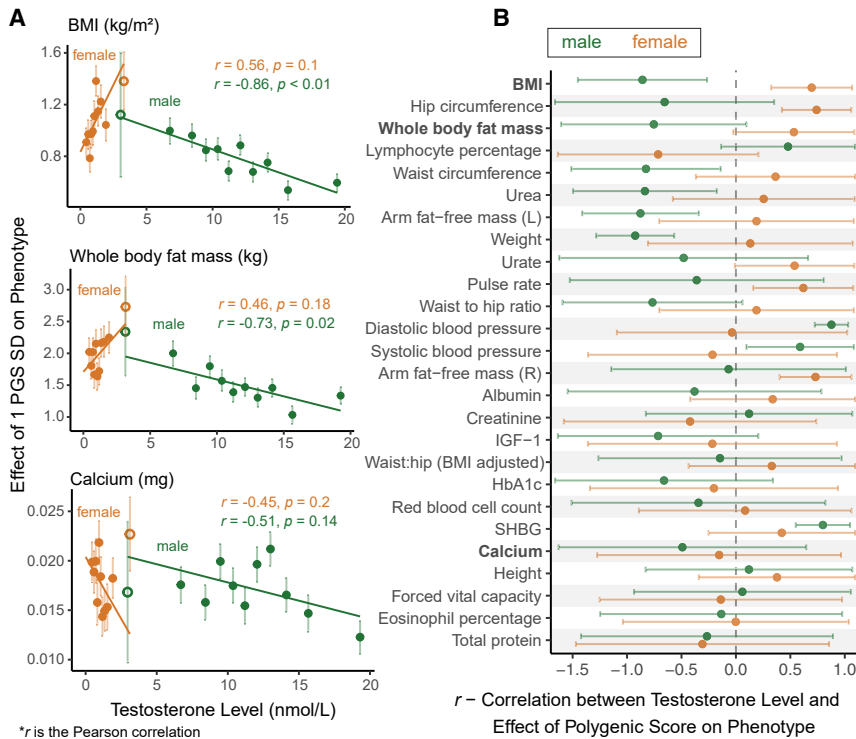 A
BMI (kg/m²)
1.6
1.2
0.8
female
male
r = 0.56, p = 0.1
r = -0.86, p < 0.01
0
5
10
15
20
Whole body fat mass (kg)
3.0
2.5
2.0
1.5
1.0
female
male
r = 0.46, p = 0.18
r = -0.73, p = 0.02
0
5
10
15
20
Calcium (mg)
0.025
0.020
0.015
0.010
female
male
r = -0.45, p = 0.2
r = -0.51, p = 0.14
0
5
10
15
20
Effect of 1 PGS SD on Phenotype
Testosterone Level (nmol/L)
*r is the Pearson correlation
B
male female
BMI
Hip circumference
Whole body fat mass
Lymphocyte percentage
Waist circumference
Urea
Arm fat−free mass (L)
Weight
Urate
Pulse rate
Waist to hip ratio
Diastolic blood pressure
Systolic blood pressure
Arm fat−free mass (R)
Albumin
Creatinine
IGF−1
Waist:hip (BMI adjusted)
HbA1c
Red blood cell count
SHBG
Calcium
Height
Forced vital capacity
Eosinophil percentage
Total protein
−1.5 −1.0 −0.5 0.0 0.5 1.0
r − Correlation between Testosterone Level and
Effect of Polygenic Score on Phenotype